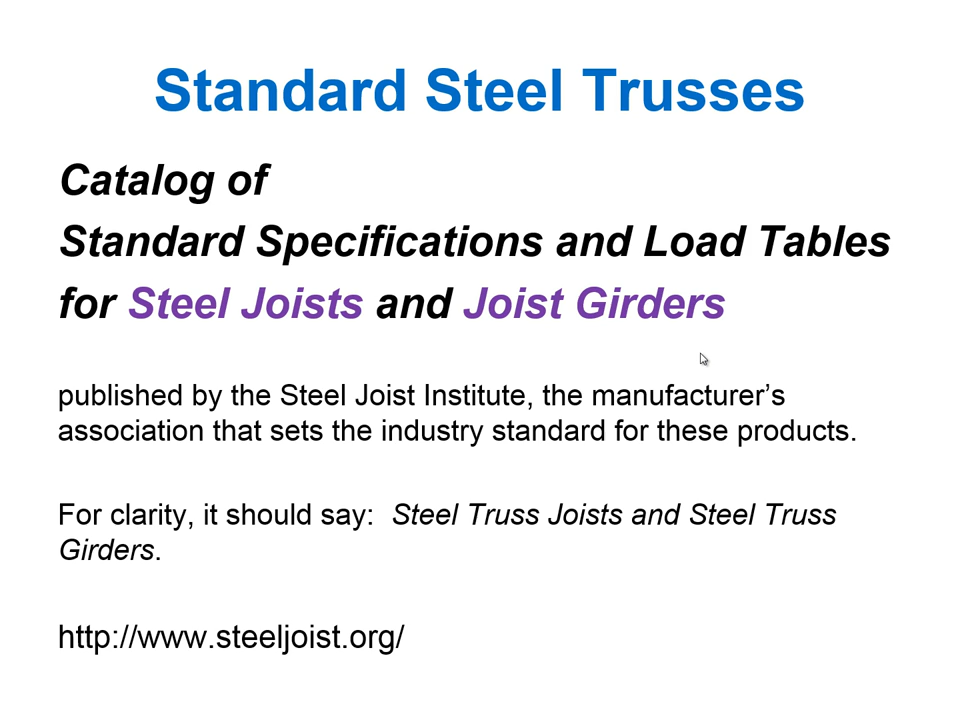 Standard Steel Trusses
Catalog of
Standard Specifications and Load Tables
for Steel Joists and Joist Girders
published by the Steel Joist Institute, the manufacturer’s
association that sets the industry standard for these products.
For clarity, it should say:  Steel Truss Joists and Steel Truss
Girders.
http://www.steeljoist.org/